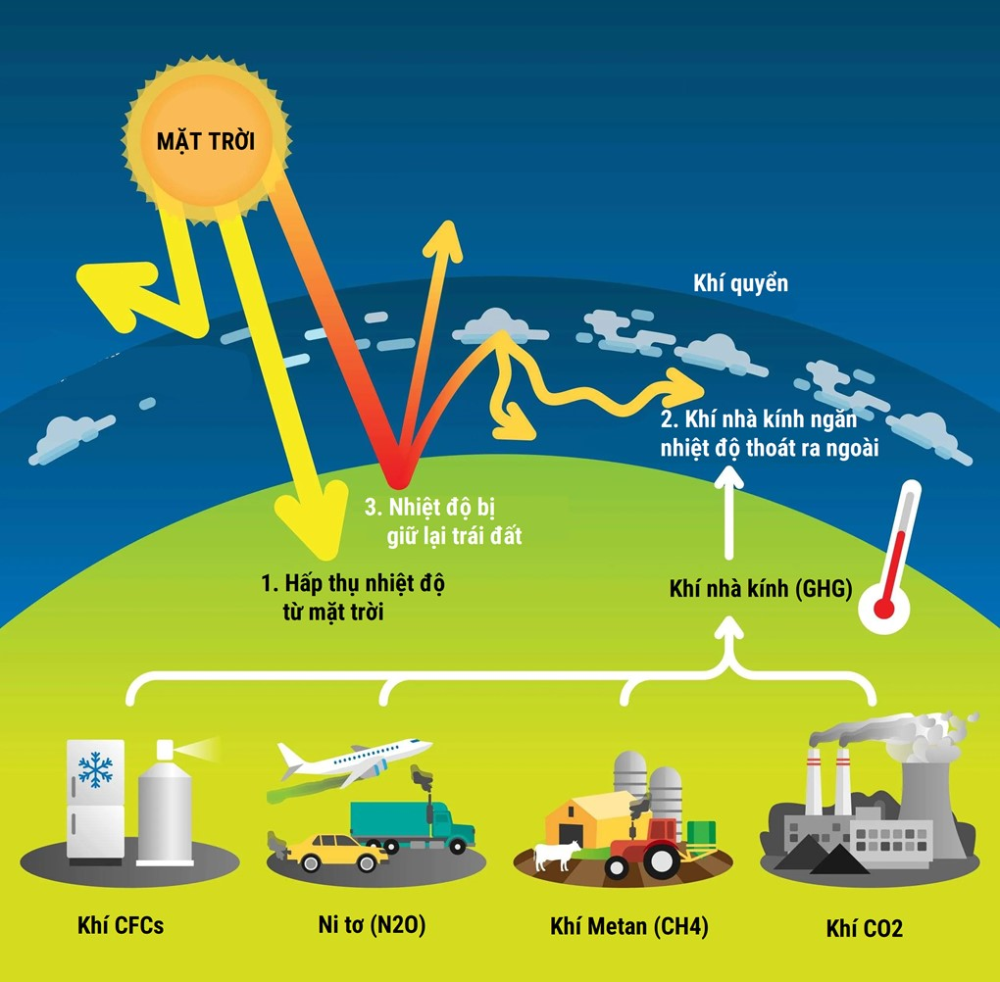 MẶT TRỜI
Khí quyển
2. Khí nhà kính ngăn
nhiệt độ thoát ra ngoài
3. Nhiệt độ bị
giữ lại trái đất
1. Hấp thụ nhiệt độ
từ mặt trời
Khí nhà kính (GHG)
Khí CFCs
Ni tơ (N2O)
Khí Metan (CH4)
Khí CO2